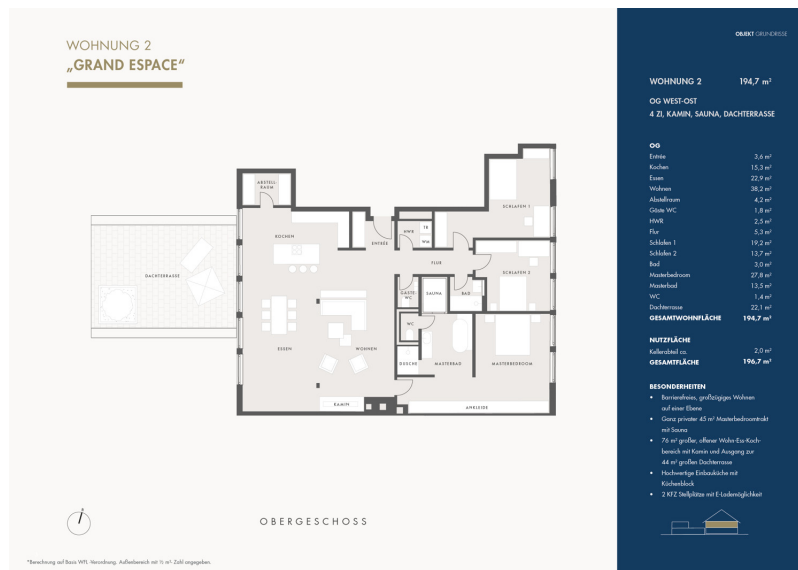 WOHNUNG 2
„GRAND ESPACE“
ABSTELL
RAUM
KOCHEN
ENTRÉE
HWR
TR
WM
SCHLAFEN 1
FLUR
SCHLAFEN 2
DACHTERRASSE
GÄSTE
WC
SAUNA
BAD
WC
ESSEN
WOHNEN
DUSCHE
MASTERBAD
MASTERBEDROOM
KAMIN
ANKLEIDE
OBERGESCHOSS
*Berechnung auf Basis WFL -Verordnung. Außenbereich mit ½ m²- Zahl angegeben.
OBJEKT GRUNDRISSE
WOHNUNG 2 194,7 m²
OG WEST-OST
4 ZI, KAMIN, SAUNA, DACHTERRASSE
OG
Entrée 3,6 m²
Kochen 15,3 m²
Essen 22,9 m²
Wohnen 38,2 m²
Abstellraum 4,2 m²
Gäste WC 1,8 m²
HWR 2,5 m²
Flur 5,3 m²
Schlafen 1 19,2 m²
Schlafen 2 13,7 m²
Bad 3,0 m²
Masterbedroom 27,8 m²
Masterbad 13,5 m²
WC 1,4 m²
Dachterrasse 22,1 m²
GESAMTWOHNFLÄCHE 194,7 m²
NUTZFLÄCHE
Kellerabteil ca. 2,0 m²
GESAMTFLÄCHE 196,7 m²
BESONDERHEITEN
• Barrierefreies, großzügiges Wohnen
auf einer Ebene
• Ganz privater 45 m² Masterbedroomtrakt
mit Sauna
• 76 m² großer, offener Wohn-Ess-Koch-
bereich mit Kamin und Ausgang zur
44 m² großen Dachterrasse
• Hochwertige Einbauküche mit
Küchenblock
• 2 KFZ Stellplätze mit E-Lademöglichkeit